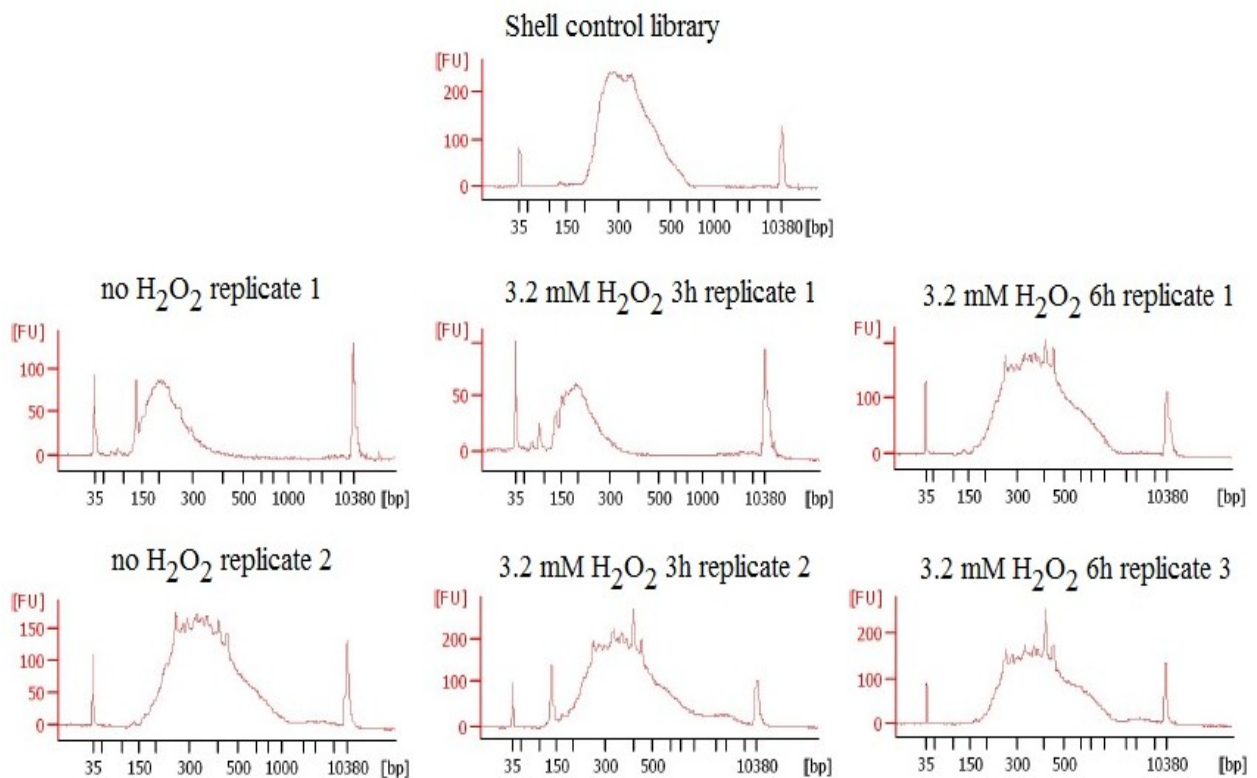 Shell control library
[FU]
200
100
0
35 150 300 500 1000 10380 [bp]
no H₂O₂ replicate 1
[FU]
100
50
0
35 150 300 500 1000 10380 [bp]
3.2 mM H₂O₂ 3h replicate 1
[FU]
50
0
35 150 300 500 1000 10380 [bp]
3.2 mM H₂O₂ 6h replicate 1
FU]
100
0
35 150 300 500 10380 [bp]
no H₂O₂ replicate 2
[FU]
150
100
50
0
35 150 300 500 1000 10380 [bp]
3.2 mM H₂O₂ 3h replicate 2
[FU]
200
100
0
35 150 300 500 10380 [bp]
3.2 mM H₂O₂ 6h replicate 3
[FU]
200
100
0
35 150 300 500 10380 [bp]